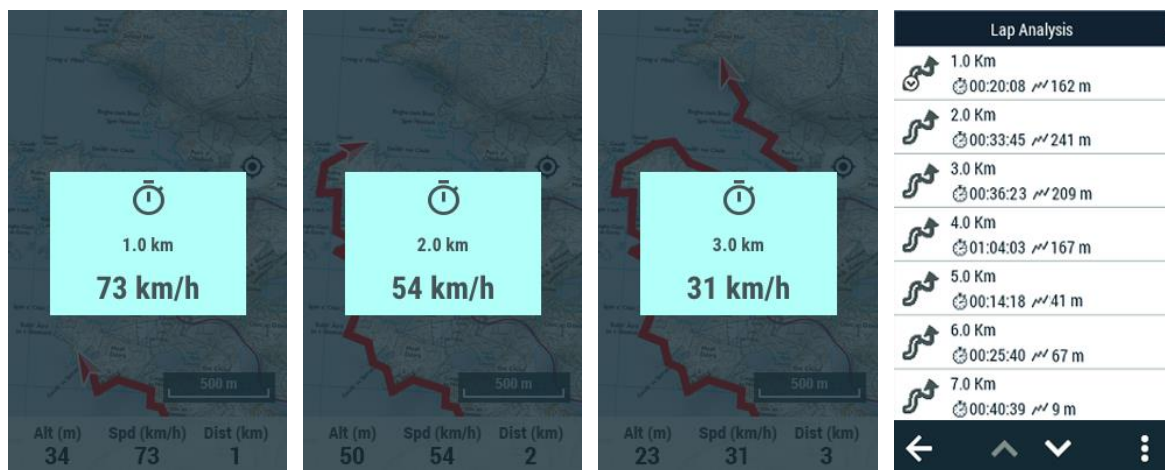 1.0 km
73 km/h
500 m
Alt (m) Spd (km/h) Dist (km)
34 73 1
2.0 km
54 km/h
500 m
Alt (m) Spd (km/h) Dist (km)
50 54 2
3.0 km
31 km/h
500 m
Alt (m) Spd (km/h) Dist (km)
23 31 3
Lap Analysis
1.0 Km
00:20:08 162 m
2.0 Km
00:33:45 241 m
3.0 Km
00:36:23 209 m
4.0 Km
01:04:03 167 m
5.0 Km
00:14:18 41 m
6.0 Km
00:25:40 67 m
7.0 Km
00:40:39 9 m